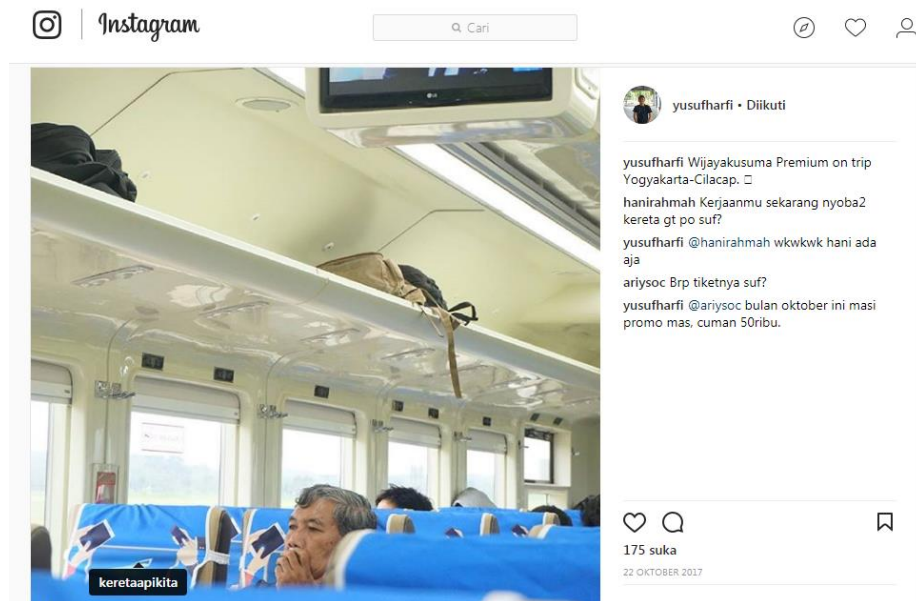 Instagram
Cari
LG
yusufharfi • Diikuti
yusufharfi Wijayakusuma Premium on trip
Yogyakarta-Cilacap.
hanirahmah Kerjaanmu sekarang nyoba2
kereta gt po suf?
yusufharfi @hanirahmah wkwkwk hani ada
aja
ariysoc Brp tiketnya suf?
yusufharfi @ariysoc bulan oktober ini masi
promo mas, cuman 50ribu.
keretaapikita
175 suka
22 OKTOBER 2017